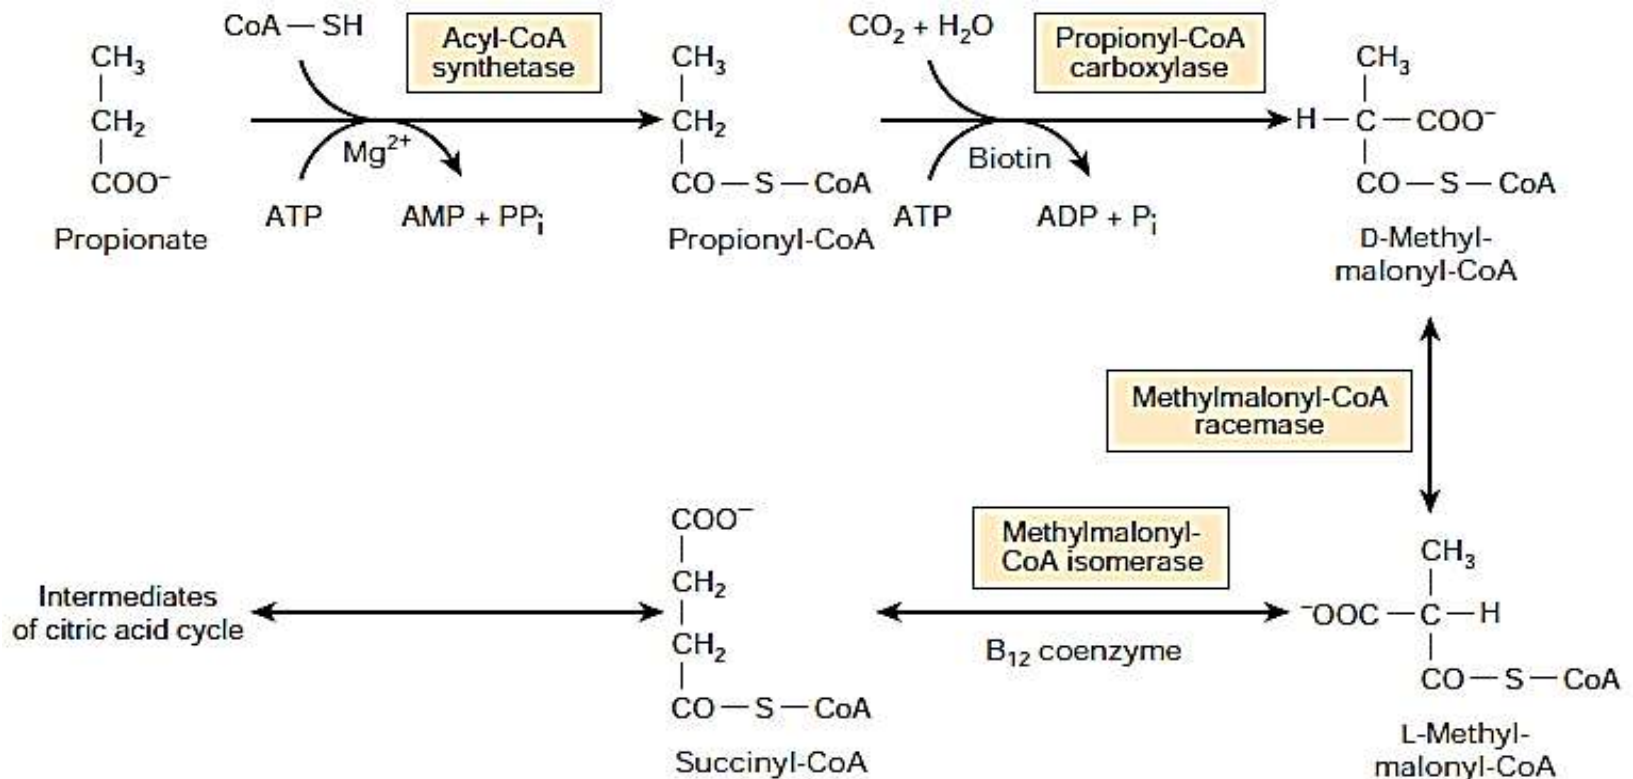 CoA — SH
Acyl-CoA
synthetase
CO₂ + H₂O
Propionyl-CoA
carboxylase
CH₃
CH₂
COO⁻
Propionate
Mg²⁺
ATP
AMP + PPᵢ
CH₃
CH₂
CO — S — CoA
Propionyl-CoA
Biotin
ATP
ADP + Pᵢ
CH₃
H — C — COO⁻
CO — S — CoA
D-Methyl-
malonyl-CoA
Methylmalonyl-CoA
racemase
CH₃
⁻OOC — C — H
CO — S — CoA
L-Methyl-
malonyl-CoA
Methylmalonyl-
CoA isomerase
B₁₂ coenzyme
COO⁻
CH₂
CH₂
CO — S — CoA
Succinyl-CoA
Intermediates
of citric acid cycle